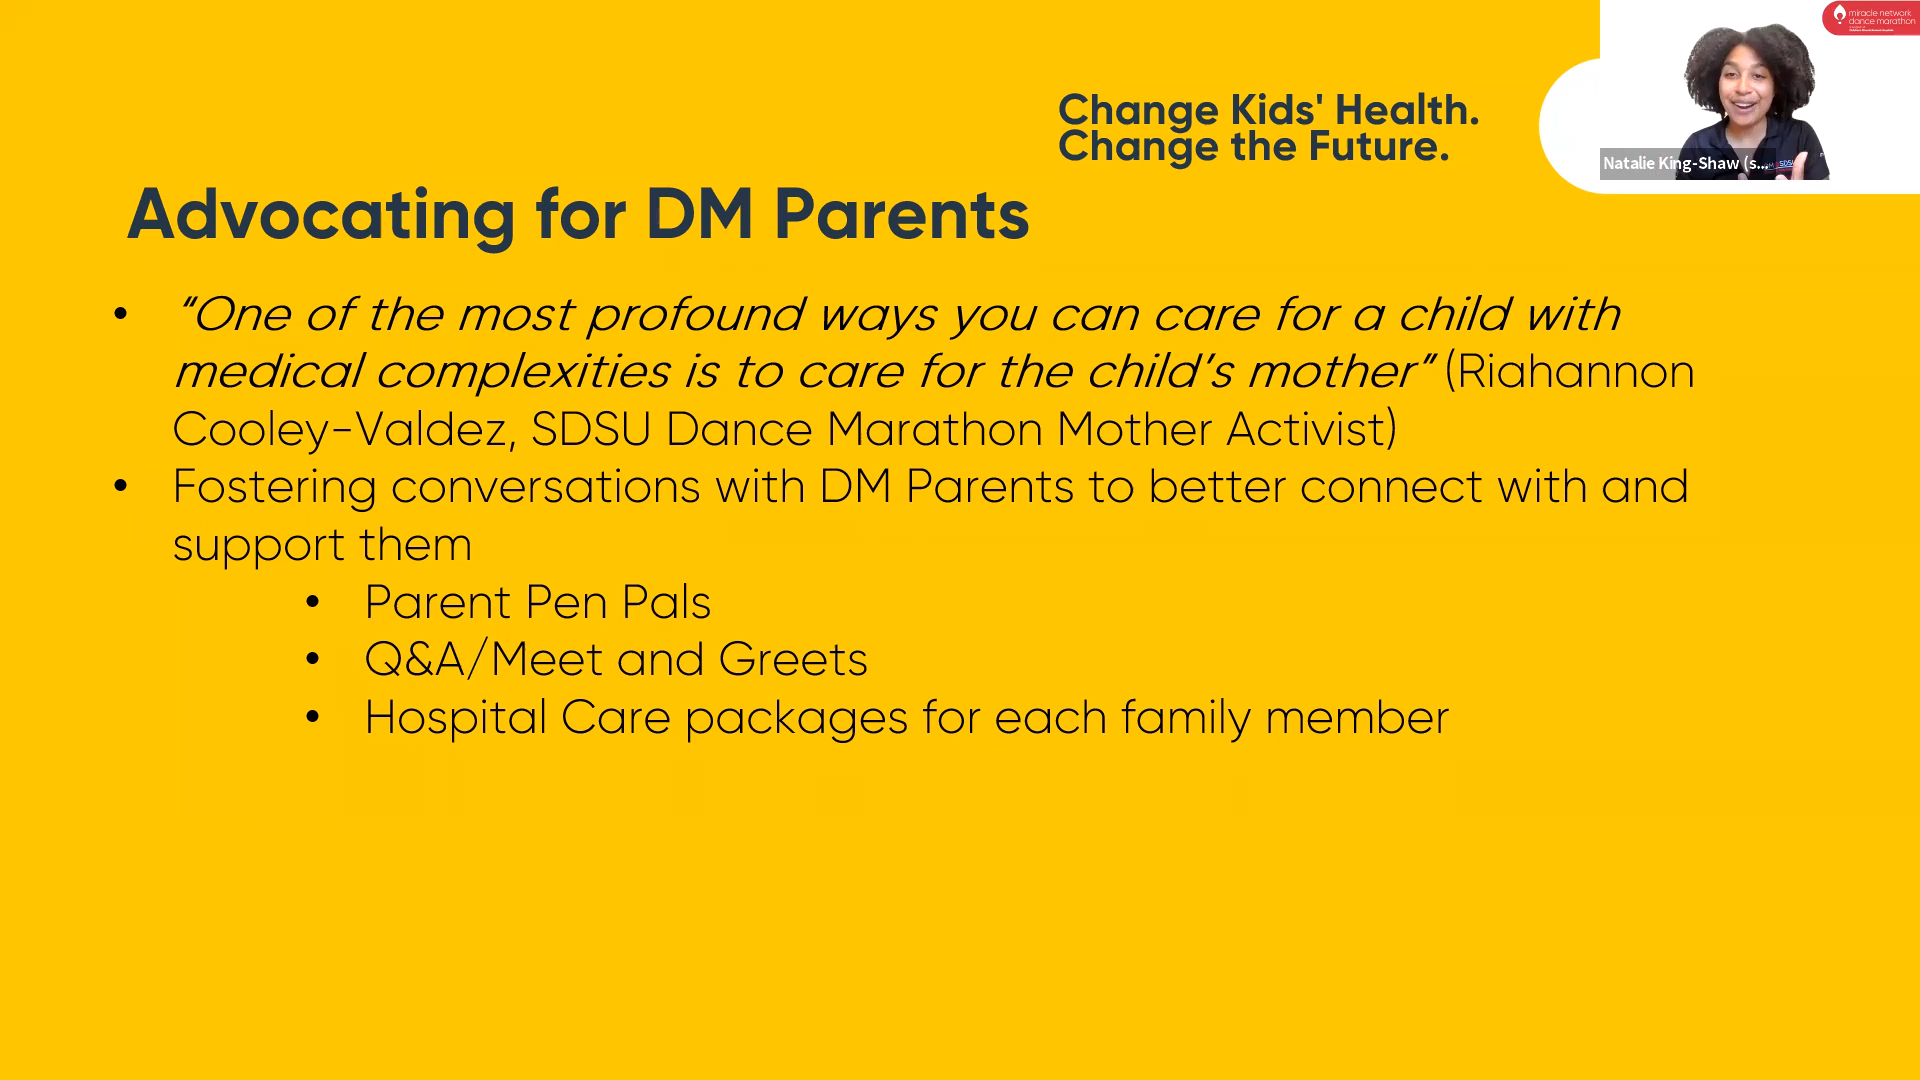 miracle network
dance marathon
Change Kids' Health.
Change the Future.
Natalie King-Shaw (s...
SDSU
Advocating for DM Parents
• “One of the most profound ways you can care for a child with
medical complexities is to care for the child’s mother” (Riahannon
Cooley-Valdez, SDSU Dance Marathon Mother Activist)
• Fostering conversations with DM Parents to better connect with and
support them
• Parent Pen Pals
• Q&A/Meet and Greets
• Hospital Care packages for each family member